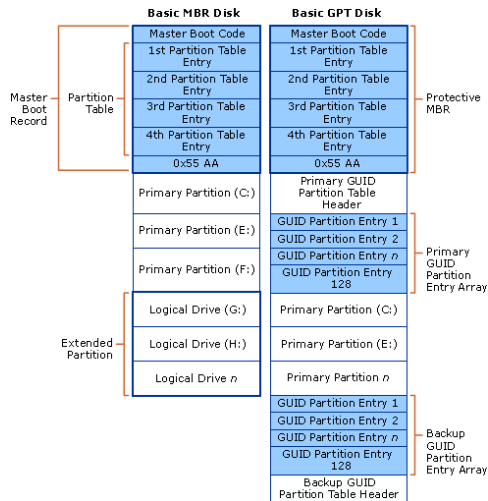 Basic MBR Disk
Basic GPT Disk
Master Boot Code
1st Partition Table
Entry
2nd Partition Table
Entry
3rd Partition Table
Entry
4th Partition Table
Entry
0x55 AA
Master
Boot
Record
Partition
Table
Primary Partition (C:)
Primary Partition (E:)
Primary Partition (F:)
Logical Drive (G:)
Logical Drive (H:)
Logical Drive n
Extended
Partition
Master Boot Code
1st Partition Table
Entry
2nd Partition Table
Entry
3rd Partition Table
Entry
4th Partition Table
Entry
0x55 AA
Protective
MBR
Primary GUID
Partition Table
Header
GUID Partition Entry 1
GUID Partition Entry 2
GUID Partition Entry n
GUID Partition Entry
128
Primary
GUID
Partition
Entry Array
Primary Partition (C:)
Primary Partition (E:)
Primary Partition n
GUID Partition Entry 1
GUID Partition Entry 2
GUID Partition Entry n
GUID Partition Entry
128
Backup
GUID
Partition
Entry Array
Backup GUID
Partition Table Header